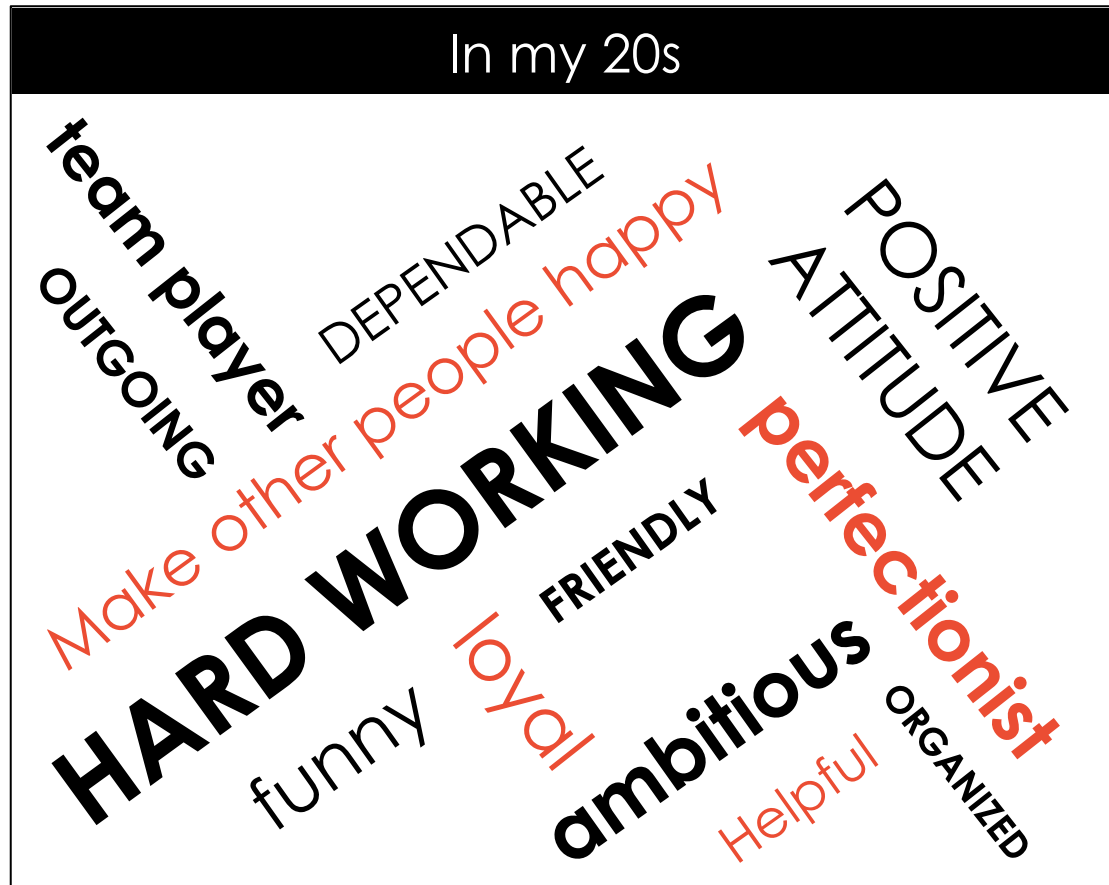 In my 20s
team player
OUTGOING
DEPENDABLE
Make other people happy
POSITIVE
ATTITUDE
HARD WORKING
perfectionist
FRIENDLY
loyal
funny
ambitious
Helpful
ORGANIZED